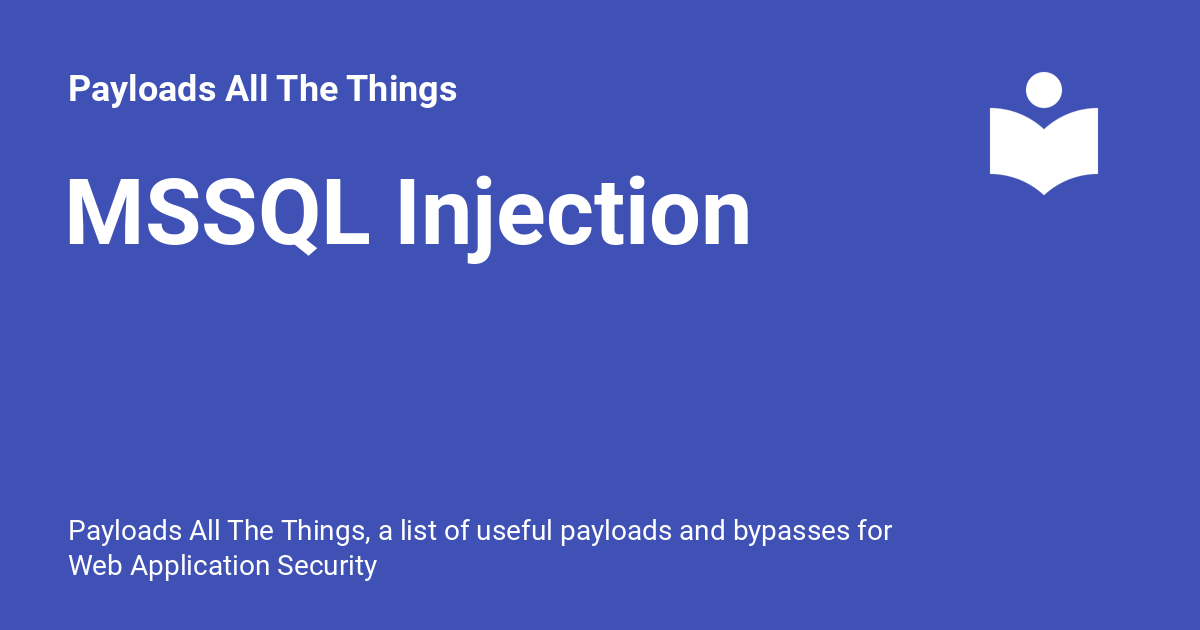 Payloads All The Things
MSSQL Injection
Payloads All The Things, a list of useful payloads and bypasses for
Web Application Security